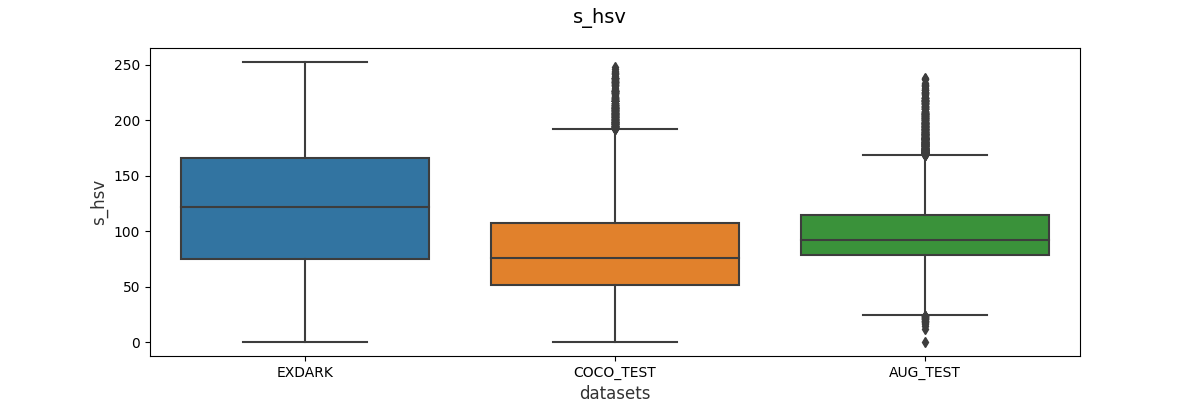 s_hsv
s_hsv
250
200
150
100
50
0
EXDARK
COCO_TEST
AUG_TEST
datasets